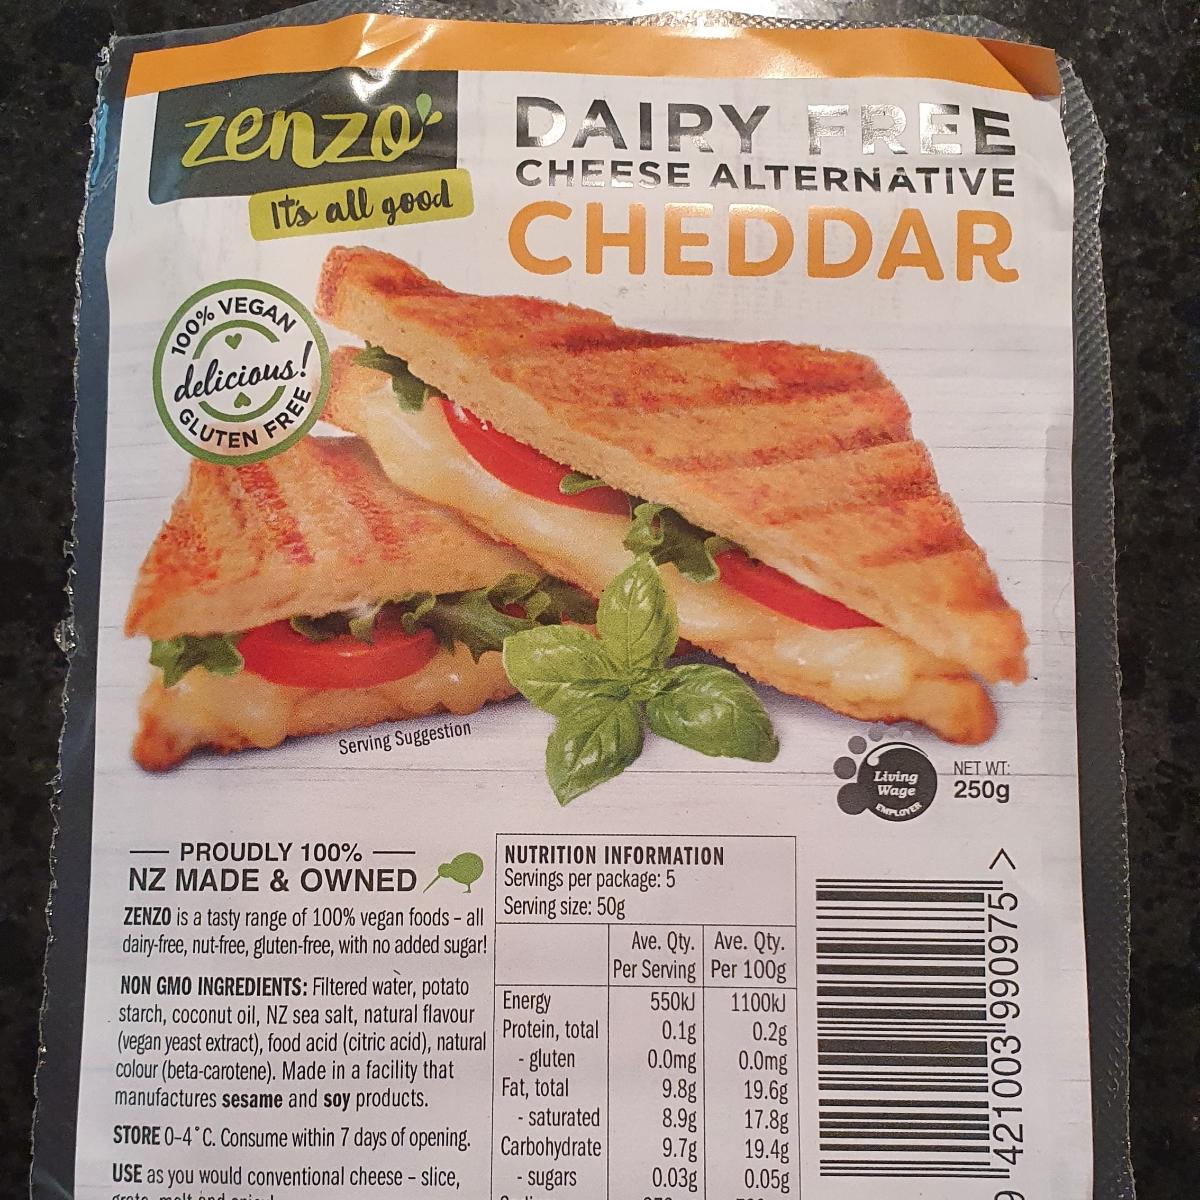 zenzo
It's all good
DAIRY FREE
CHEESE ALTERNATIVE
CHEDDAR
100% VEGAN
delicious!
GLUTEN FREE
Serving Suggestion
Living
Wage
EMPLOYER
NET WT:
250g
PROUDLY 100%
NZ MADE & OWNED
ZENZO is a tasty range of 100% vegan foods – all
dairy-free, nut-free, gluten-free, with no added sugar!
NON GMO INGREDIENTS: Filtered water, potato
starch, coconut oil, NZ sea salt, natural flavour
(vegan yeast extract), food acid (citric acid), natural
colour (beta-carotene). Made in a facility that
manufactures sesame and soy products.
STORE 0–4°C. Consume within 7 days of opening.
USE as you would conventional cheese – slice,
NUTRITION INFORMATION
Servings per package: 5
Serving size: 50g
Ave. Qty. Ave. Qty.
Per Serving Per 100g
Energy 550kJ 1100kJ
Protein, total 0.1g 0.2g
- gluten 0.0mg 0.0mg
Fat, total 9.8g 19.6g
- saturated 8.9g 17.8g
Carbohydrate 9.7g 19.4g
- sugars 0.03g 0.05g
9 421003 990975 >